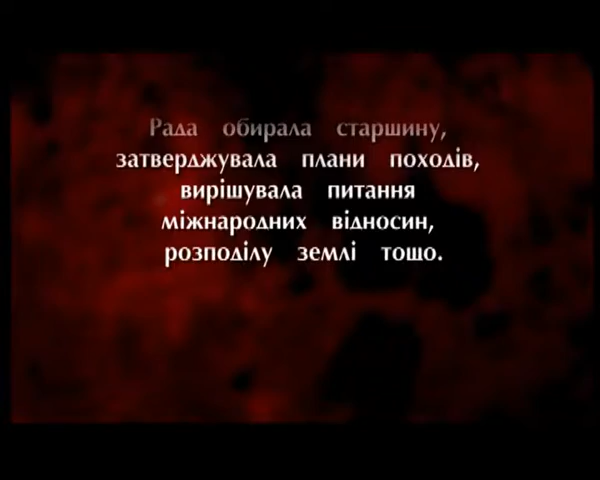 Рада обирала старшину,
затверджувала плани походів,
вирішувала питання
міжнародних відносин,
розподілу землі тощо.